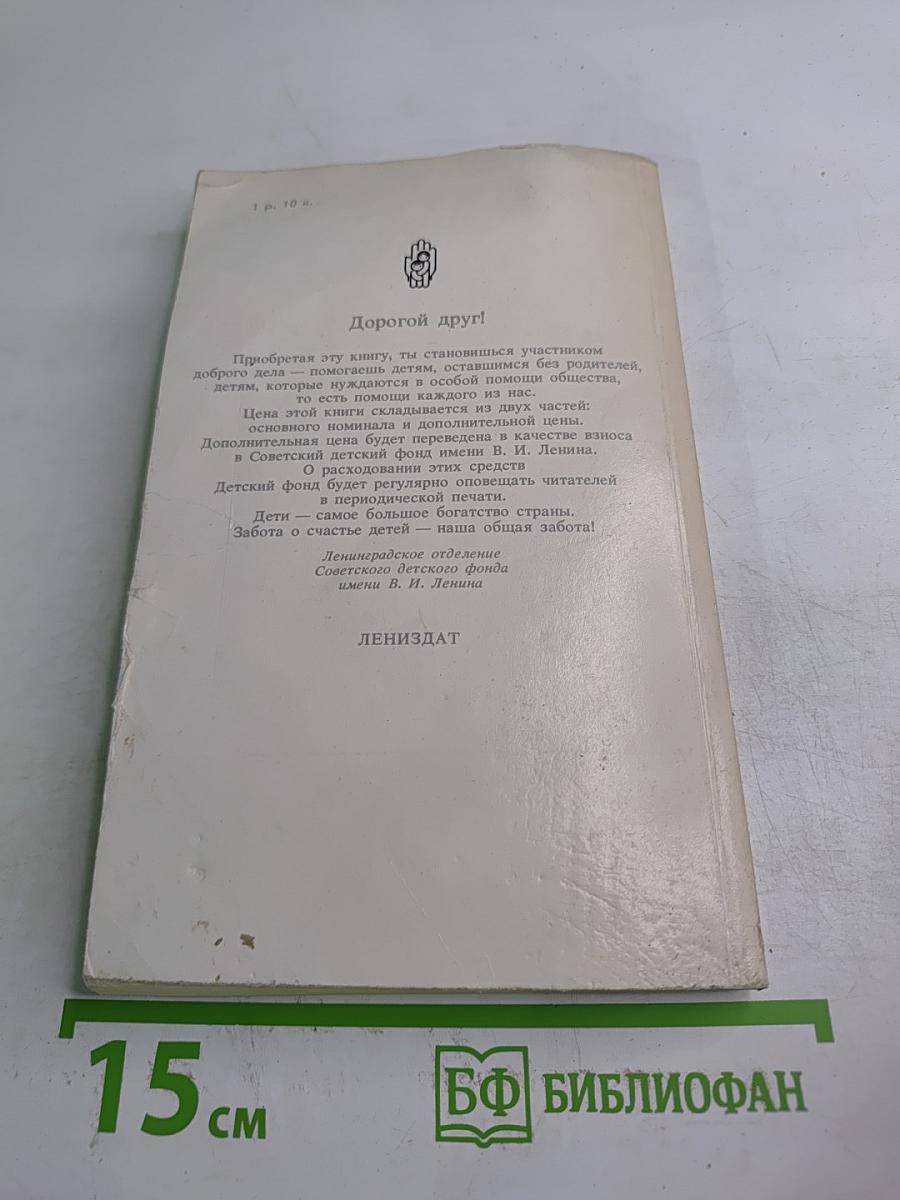 1 р. 10 к.
Дорогой друг!
Приобретая эту книгу, ты становишься участником
доброго дела — помогаешь детям, оставшимся без родителей,
детям, которые нуждаются в особой помощи общества,
то есть помощи каждого из нас.
Цена этой книги складывается из двух частей:
основного номинала и дополнительной цены.
Дополнительная цена будет переведена в качестве взноса
в Советский детский фонд имени В. И. Ленина.
О расходовании этих средств
Детский фонд будет регулярно оповещать читателей
в периодической печати.
Дети — самое большое богатство страны.
Забота о счастье детей — наша общая забота!
Ленинградское отделение
Советского детского фонда
имени В. И. Ленина
ЛЕНИЗДАТ
15 см
БФ БИБЛИОФАН